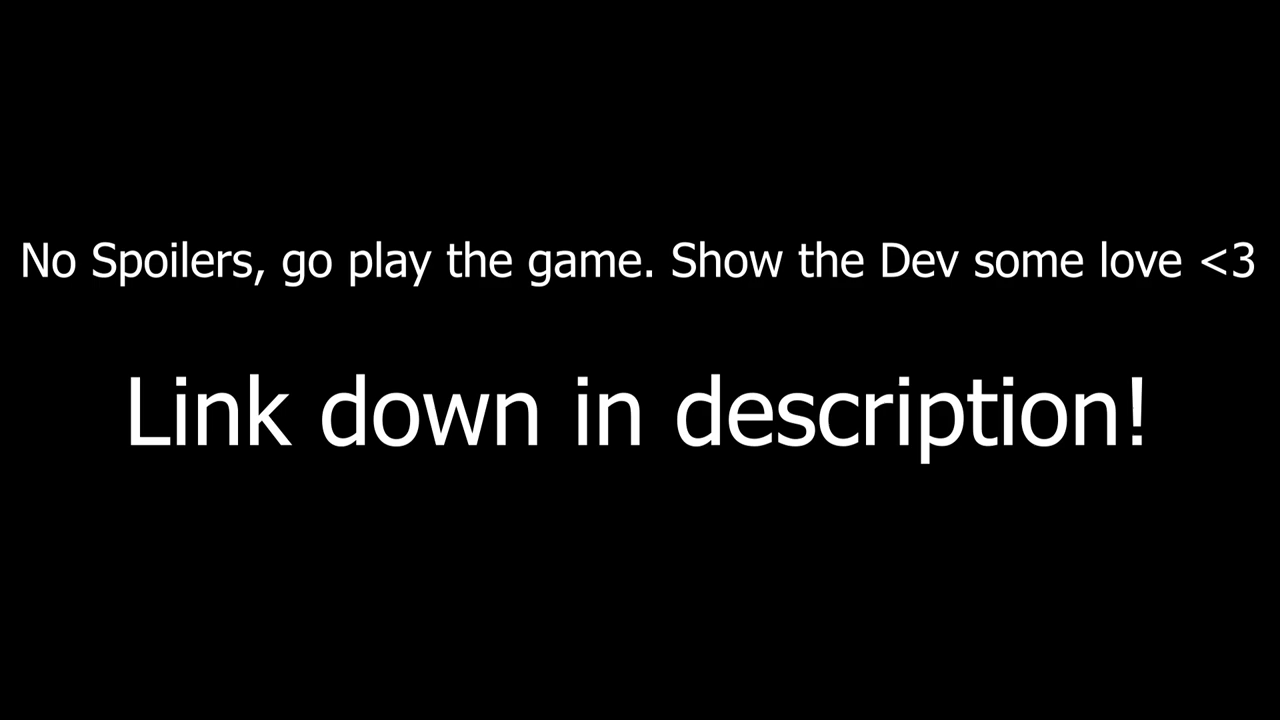 No Spoilers, go play the game. Show the Dev some love <3
Link down in description!